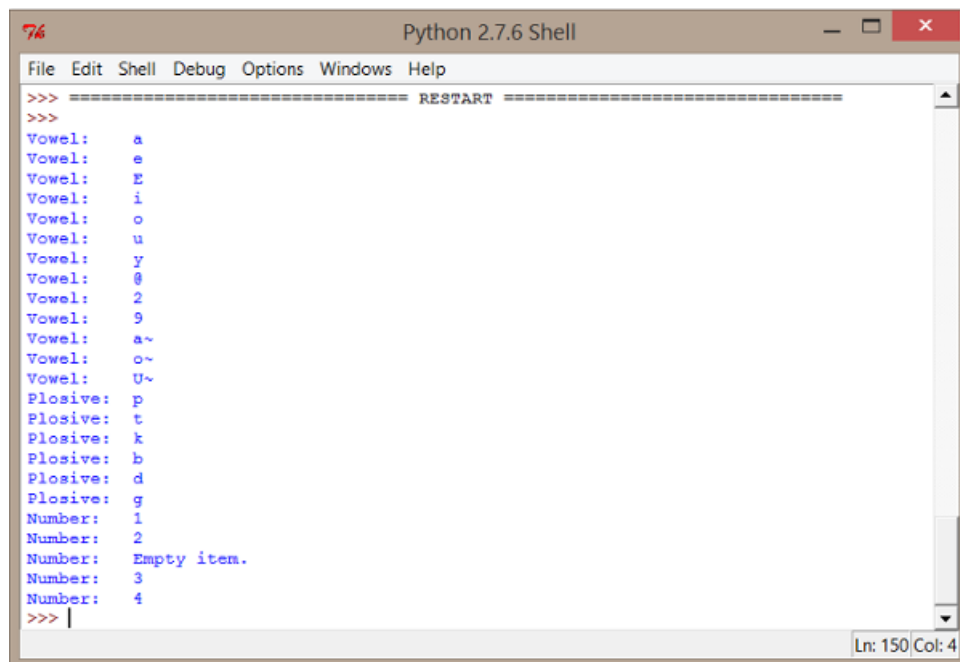 Python 2.7.6 Shell
File Edit Shell Debug Options Windows Help
>>> ================================ RESTART ================================
>>>
Vowel: a
Vowel: e
Vowel: E
Vowel: i
Vowel: o
Vowel: u
Vowel: y
Vowel: @
Vowel: 2
Vowel: 9
Vowel: a~
Vowel: o~
Vowel: U~
Plosive: p
Plosive: t
Plosive: k
Plosive: b
Plosive: d
Plosive: g
Number: 1
Number: 2
Number: Empty item.
Number: 3
Number: 4
>>>
Ln: 150 Col: 4